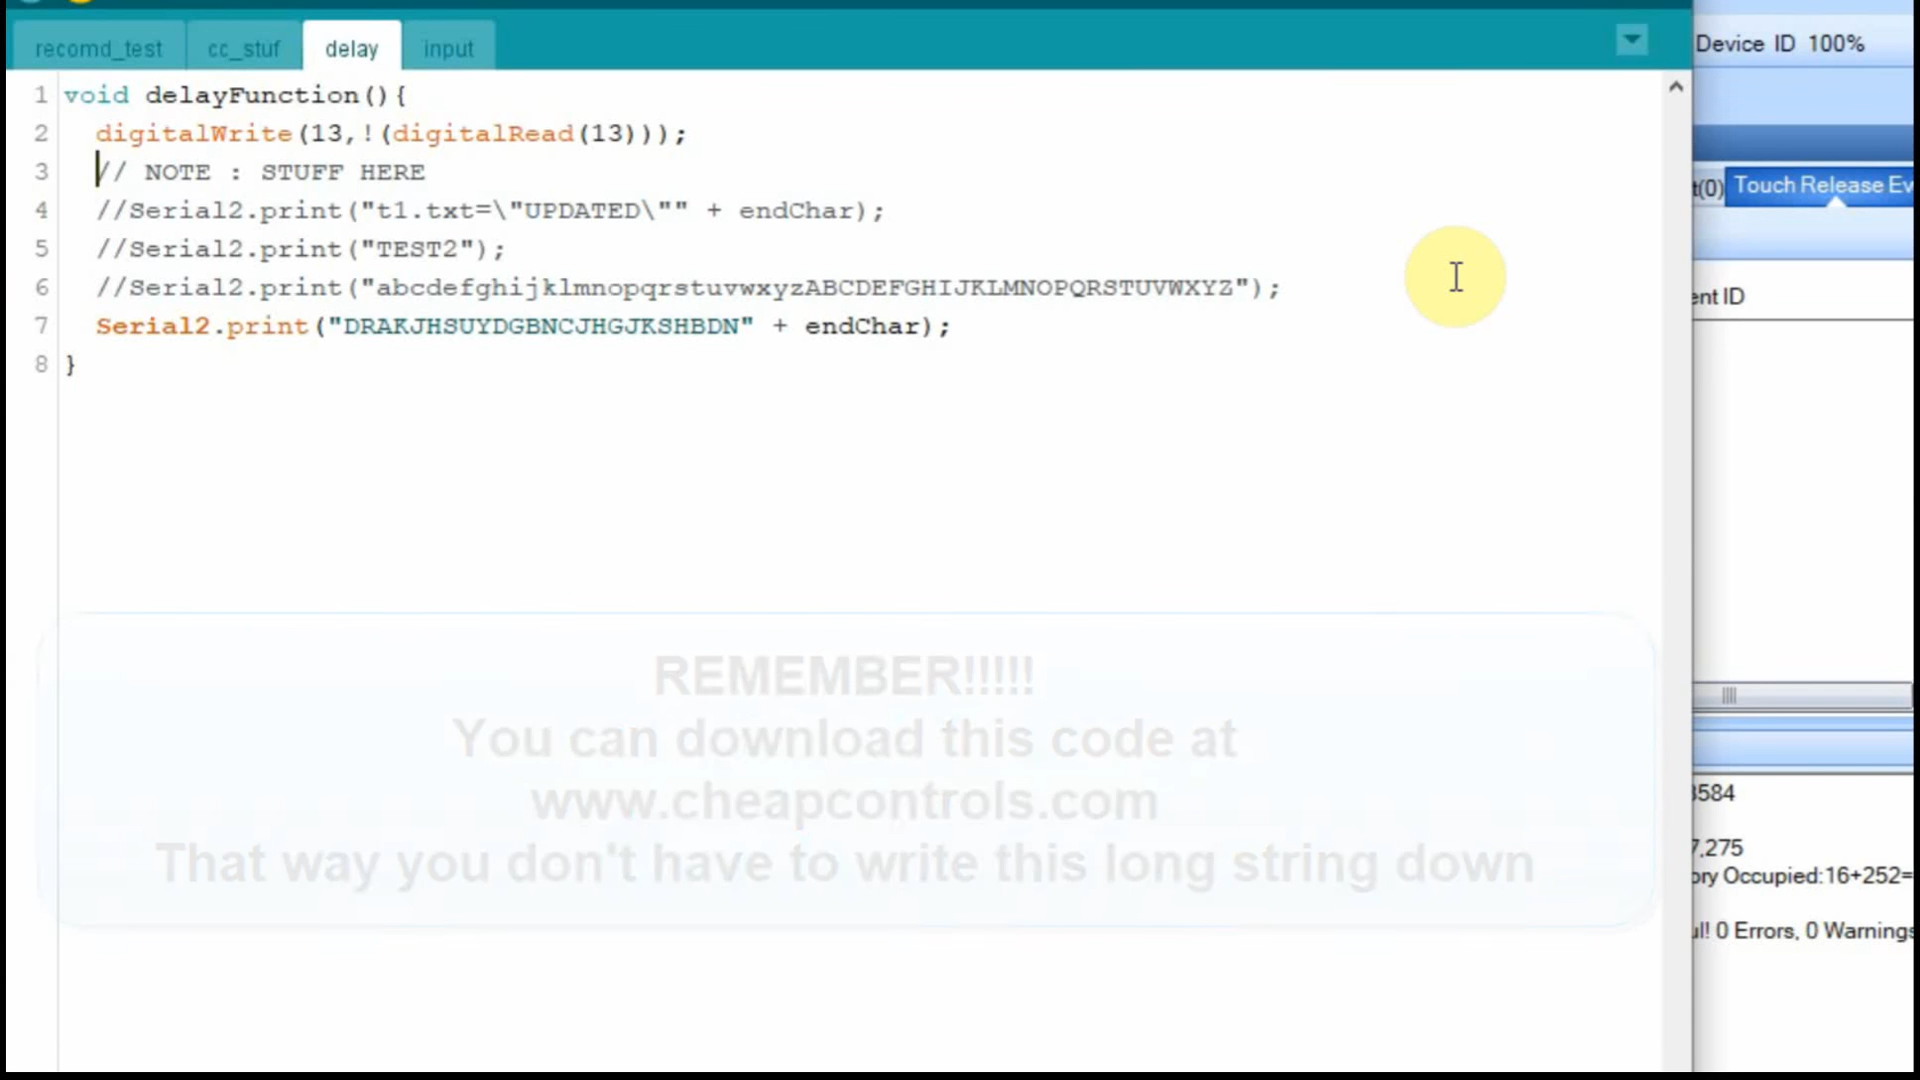 recomd_test cc_stuf delay input
Device ID 100%
1 void delayFunction(){
2 digitalWrite(13,!(digitalRead(13)));
3 // NOTE : STUFF HERE
t(0) Touch Release Ev
4 //Serial2.print("t1.txt=\"UPDATED\"" + endChar);
5 //Serial2.print("TEST2");
6 //Serial2.print("abcdefghijklmnopqrstuvwxyzABCDEFGHIJKLMNOPQRSTUVWXYZ");
ent ID
7 Serial2.print("DRAKJHSUYDGBNCJHGJKSHBDN" + endChar);
8 }
REMEMBER!!!!!
You can download this code at
www.cheapcontrols.com
That way you don't have to write this long string down
3584
7,275
ory Occupied:16+252=
ul! 0 Errors, 0 Warnings